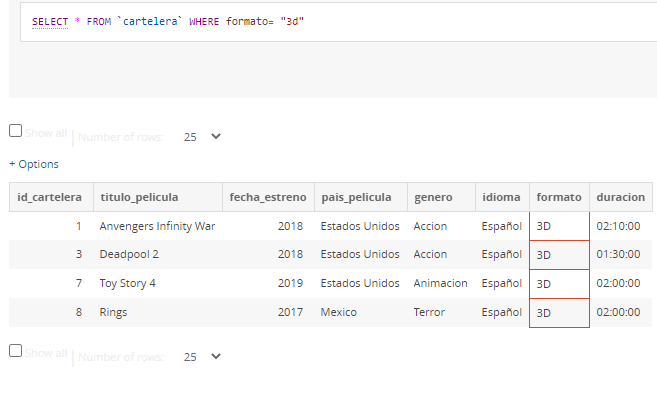 SELECT * FROM `cartelera` WHERE formato= "3d"
Show all | Number of rows: 25
+ Options
id_cartelera titulo_pelicula fecha_estreno pais_pelicula genero idioma formato duracion
1 Anvengers Infinity War 2018 Estados Unidos Accion Español 3D 02:10:00
3 Deadpool 2 2018 Estados Unidos Accion Español 3D 01:30:00
7 Toy Story 4 2019 Estados Unidos Animacion Español 3D 02:00:00
8 Rings 2017 Mexico Terror Español 3D 02:00:00
Show all | Number of rows: 25